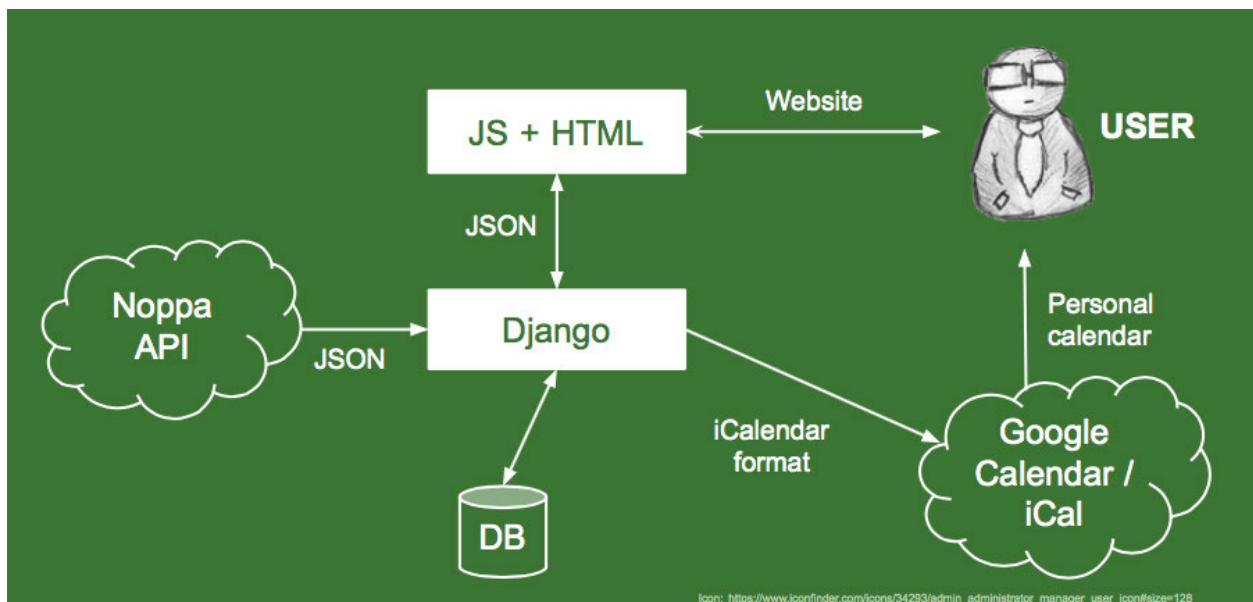 Website
JS + HTML
USER
JSON
Noppa
API
JSON
Django
Personal
calendar
iCalendar
format
Google
Calendar /
iCal
DB
Icon: https://www.iconfinder.com/icons/34293/admin_administrator_manager_user_icon#size=128